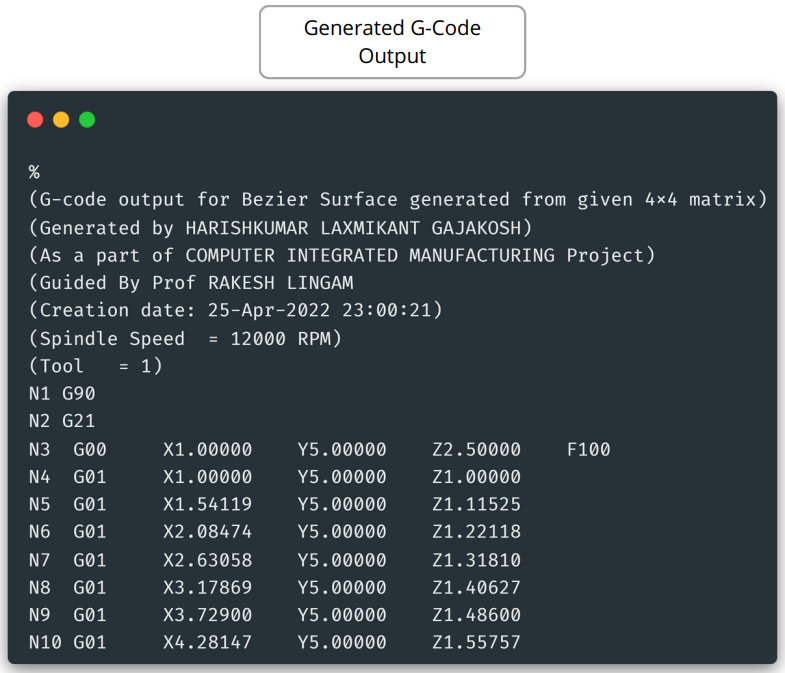 Generated G-Code
Output
%
(G-code output for Bezier Surface generated from given 4×4 matrix)
(Generated by HARISHKUMAR LAXMIKANT GAJAKOSH)
(As a part of COMPUTER INTEGRATED MANUFACTURING Project)
(Guided By Prof RAKESH LINGAM
(Creation date: 25-Apr-2022 23:00:21)
(Spindle Speed  = 12000 RPM)
(Tool   = 1)
N1 G90
N2 G21
N3  G00     X1.00000    Y5.00000    Z2.50000    F100
N4  G01     X1.00000    Y5.00000    Z1.00000
N5  G01     X1.54119    Y5.00000    Z1.11525
N6  G01     X2.08474    Y5.00000    Z1.22118
N7  G01     X2.63058    Y5.00000    Z1.31810
N8  G01     X3.17869    Y5.00000    Z1.40627
N9  G01     X3.72900    Y5.00000    Z1.48600
N10 G01     X4.28147    Y5.00000    Z1.55757